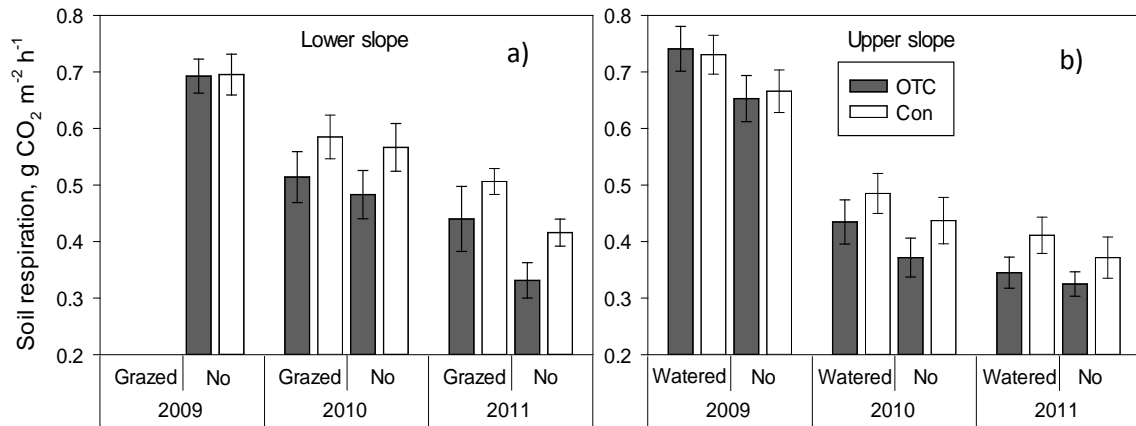 Soil respiration, g CO₂ m⁻² h⁻¹
0.8
0.7
0.6
0.5
0.4
0.3
0.2
Lower slope
a)
Grazed No Grazed No Grazed No
2009 2010 2011
0.8
0.7
0.6
0.5
0.4
0.3
0.2
Upper slope
b)
OTC
Con
Watered No Watered No Watered No
2009 2010 2011